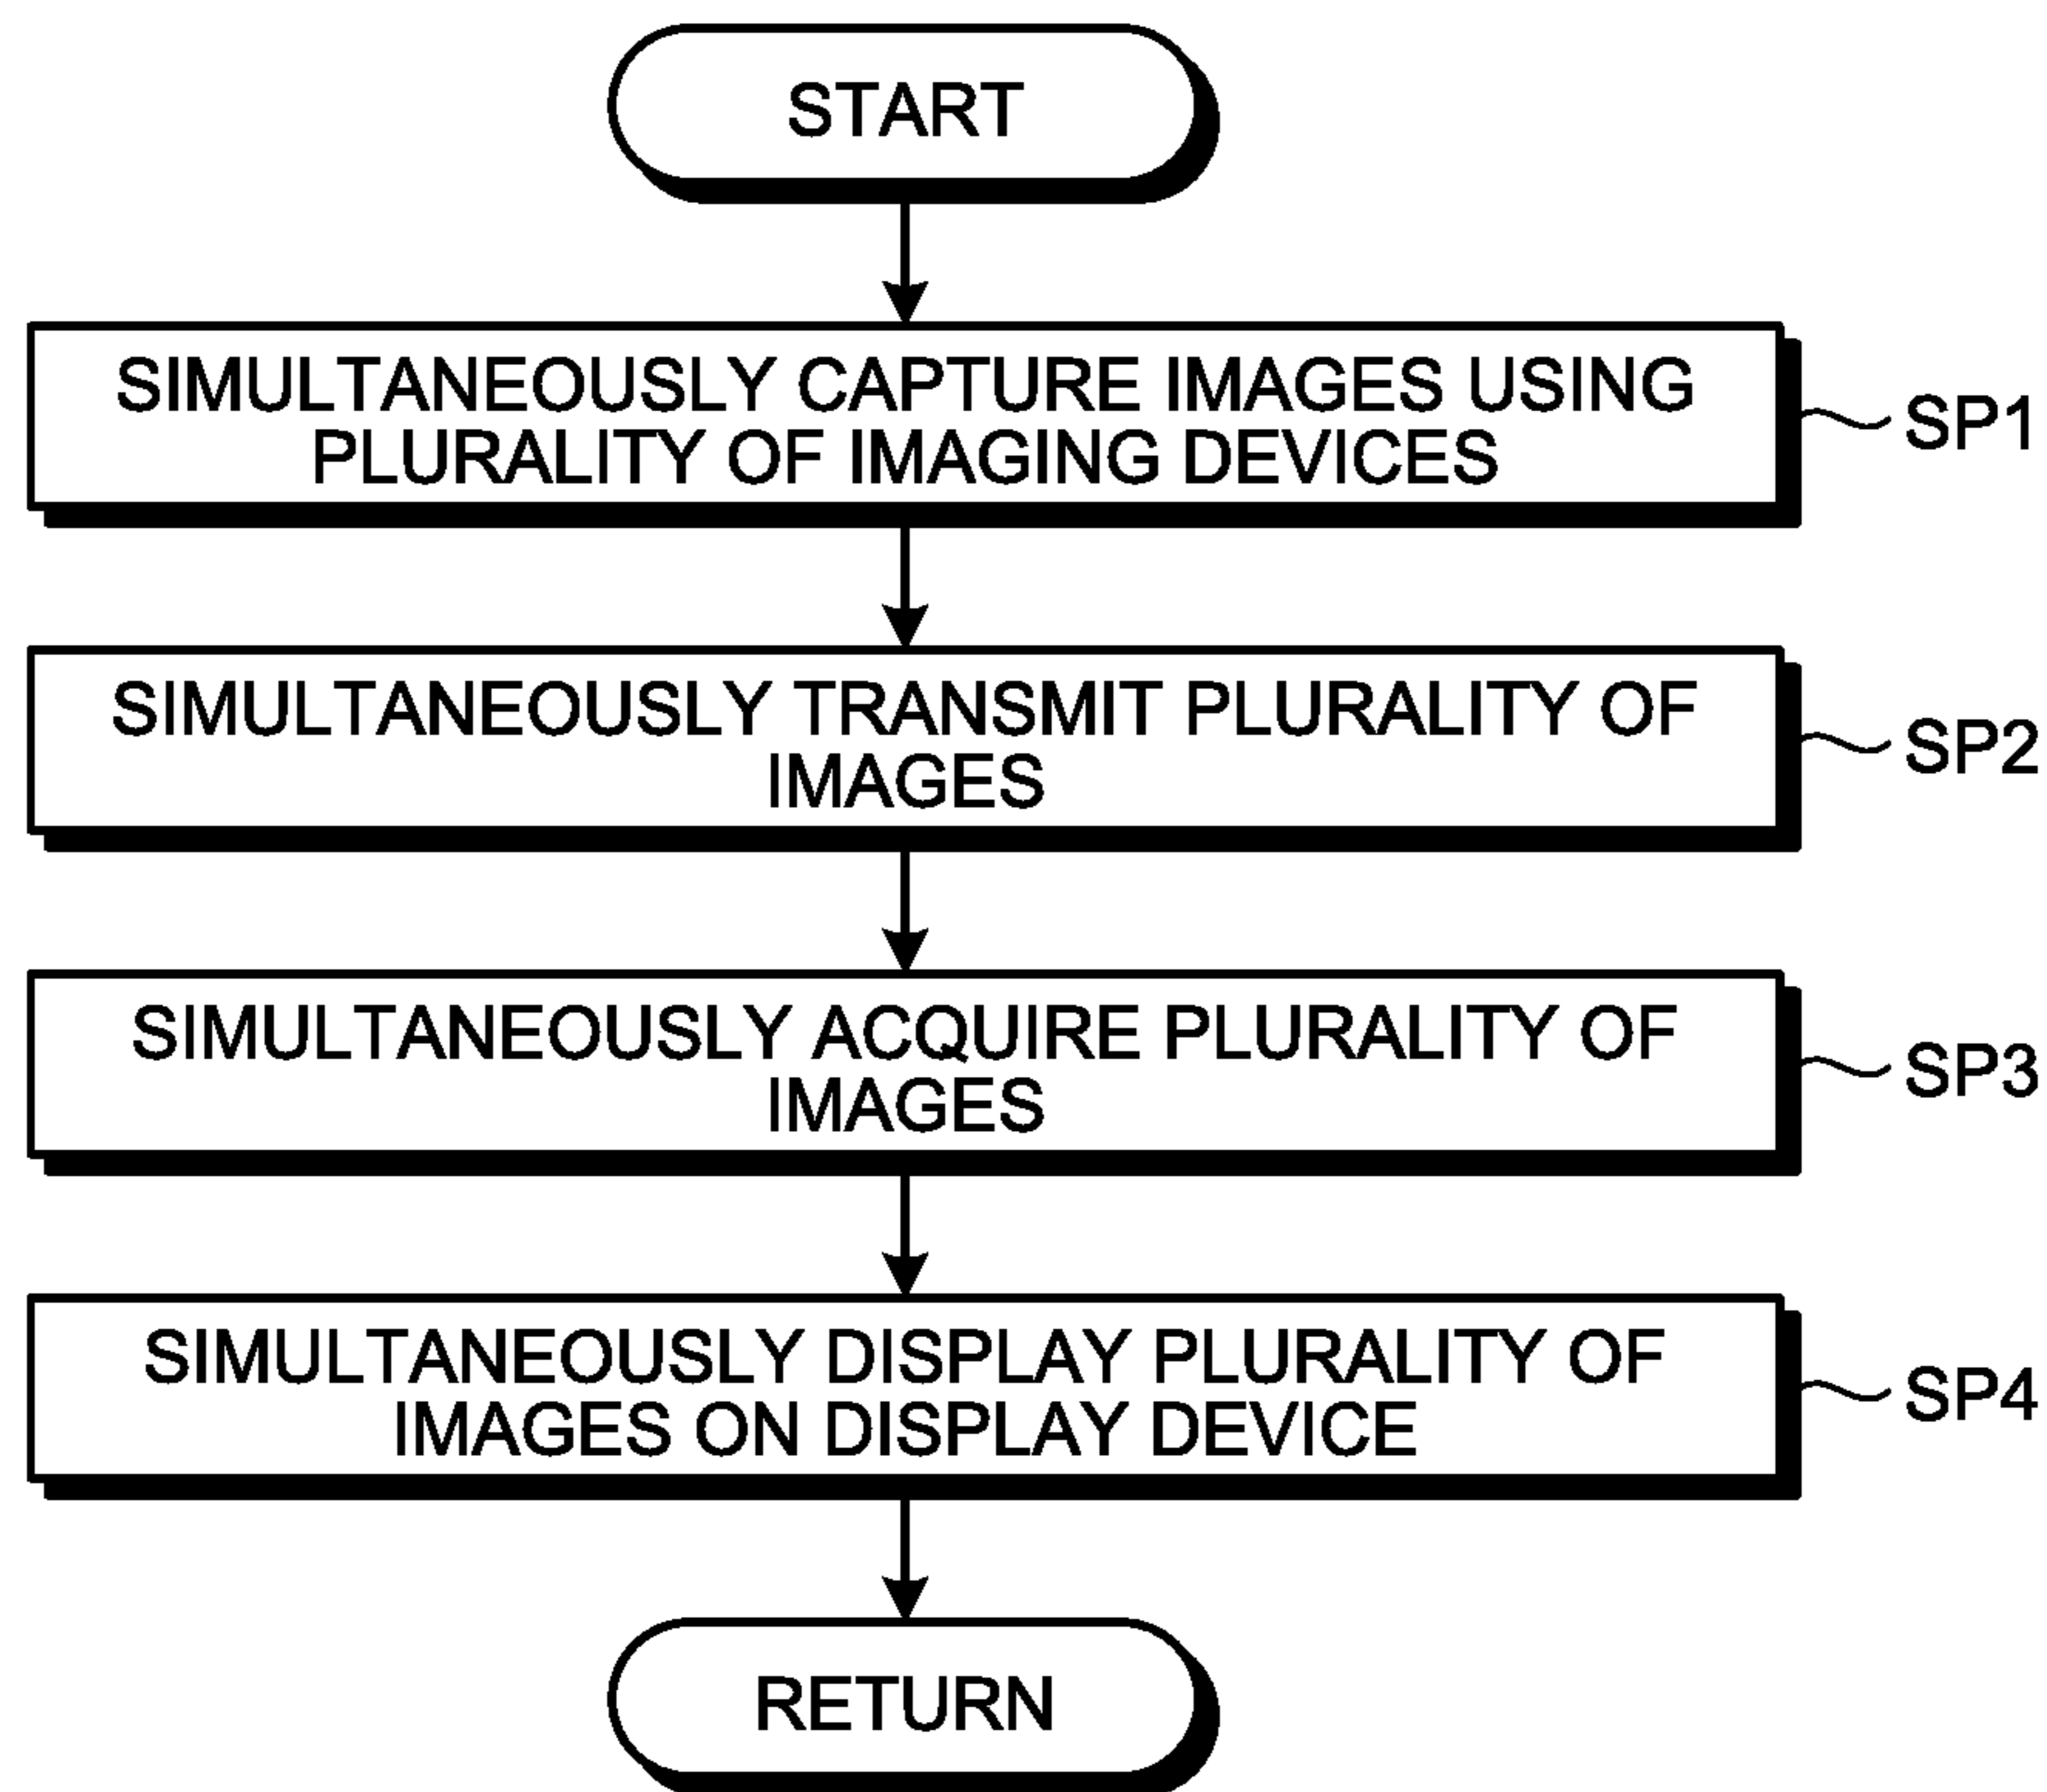 START
SIMULTANEOUSLY CAPTURE IMAGES USING
PLURALITY OF IMAGING DEVICES
SP1
SIMULTANEOUSLY TRANSMIT PLURALITY OF
IMAGES
SP2
SIMULTANEOUSLY ACQUIRE PLURALITY OF
IMAGES
SP3
SIMULTANEOUSLY DISPLAY PLURALITY OF
IMAGES ON DISPLAY DEVICE
SP4
RETURN